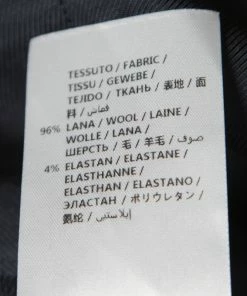 TESSUTO / FABRIC /
TISSU / GEWEBE /
TEJIDO / ТКАНЬ / 表地 / 面
料 / قماش /
96% LANA / WOOL / LAINE /
WOLLE / LANA /
ШЕРСТЬ / 毛 / 羊毛 / صوف /
4% ELASTAN / ELASTANE /
ELASTHANNE /
ELASTHAN / ELASTANO /
ЭЛАСТАН / ポリウレタン /
氨纶 / إيلاستين /